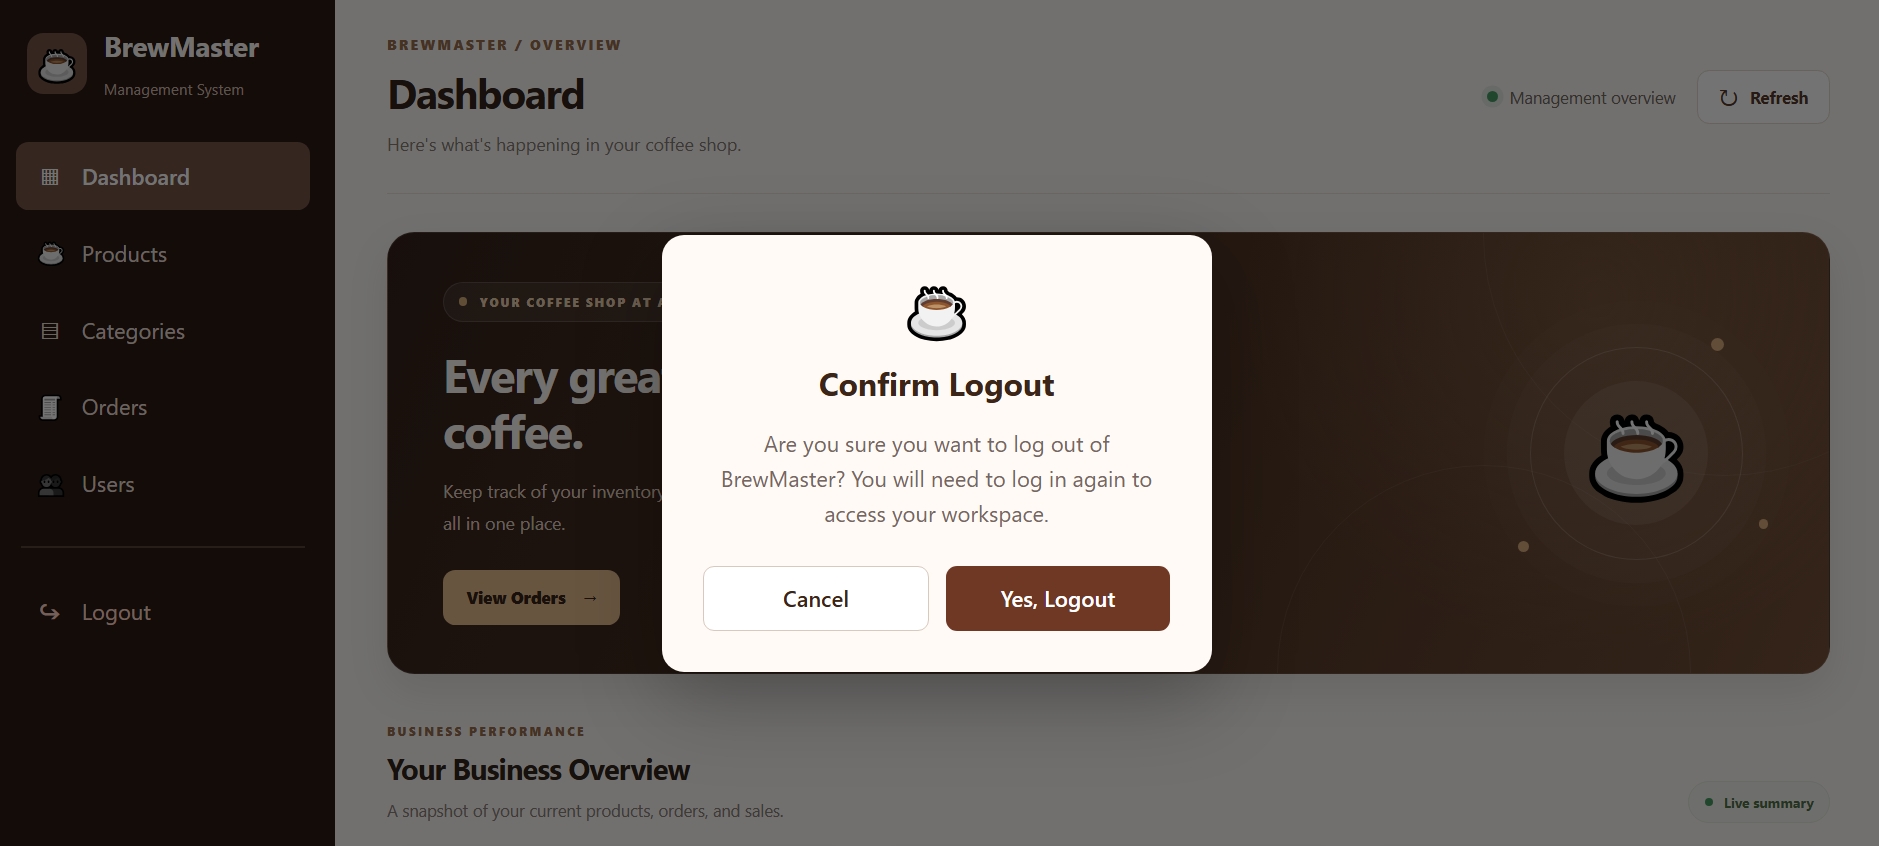 BrewMaster
Management System
Dashboard
Products
Categories
Orders
Users
Logout
BREWMASTER / OVERVIEW
Dashboard
Here's what's happening in your coffee shop.
Management overview
Refresh
YOUR COFFEE SHOP AT
Every
coffee.
Keep track of your inventory
all in one place.
View Orders →
Confirm Logout
Are you sure you want to log out of
BrewMaster? You will need to log in again to
access your workspace.
Cancel
Yes, Logout
BUSINESS PERFORMANCE
Your Business Overview
A snapshot of your current products, orders, and sales.
Live summary